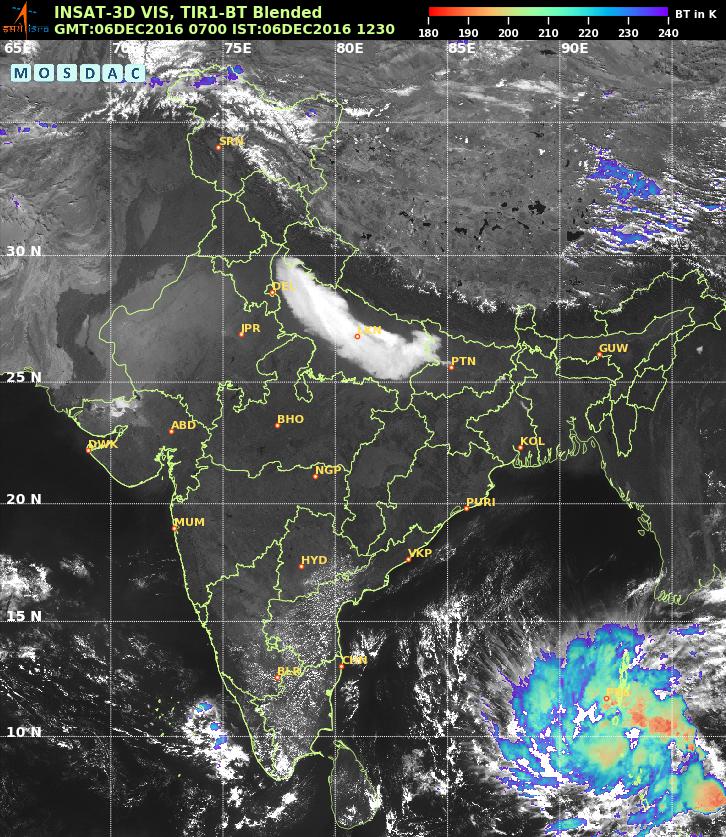 INSAT-3D VIS, TIR1-BT Blended
GMT:06DEC2016 0700 IST:06DEC2016 1230
BT in K
180 190 200 210 220 230 240
65E 70E 75E 80E 85E 90E
MOSDAC
SRN
30 N
DEL
JPR
LKN
GUW
PTN
25 N
ABD
BHO
DWK
KOL
NGP
20 N
PURI
MUM
VKP
HYD
15 N
CHN
BLR
10 N